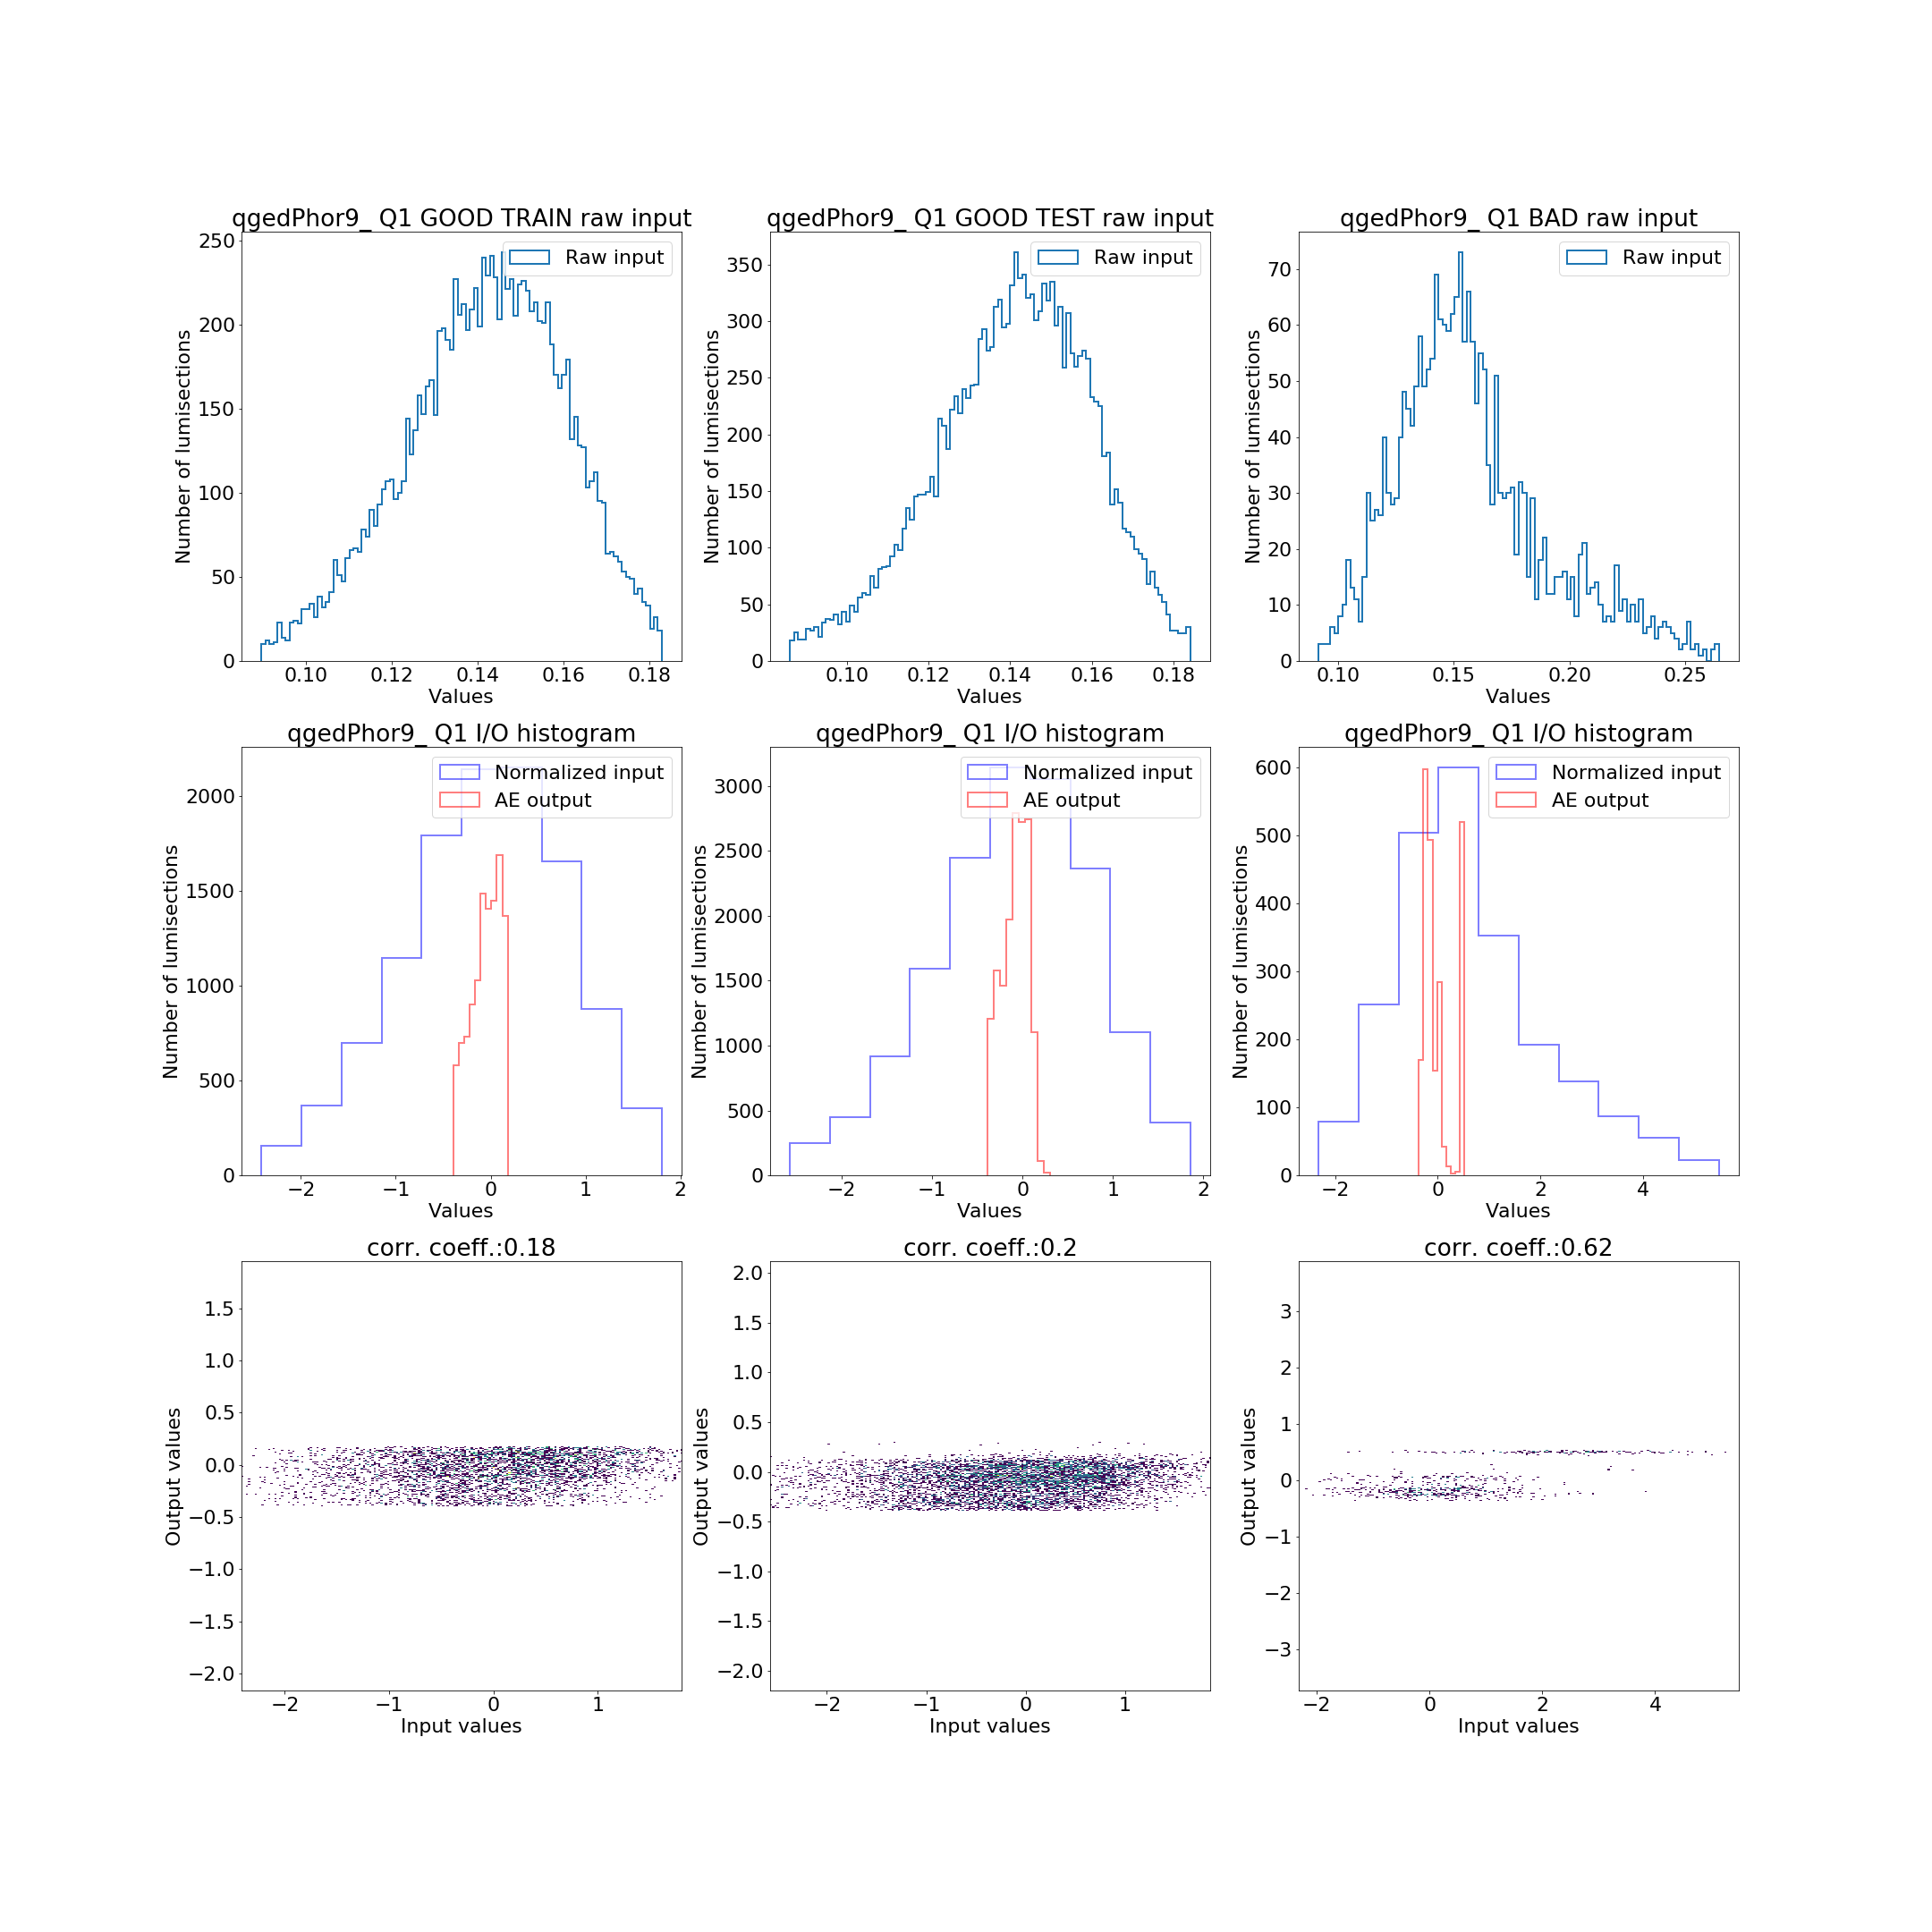 qgedPhor9_ Q1 GOOD TRAIN raw input
250
200
150
100
50
0
Number of lumisections
Raw input
0.10 0.12 0.14 0.16 0.18
Values
qgedPhor9_ Q1 GOOD TEST raw input
350
300
250
200
150
100
50
0
Number of lumisections
Raw input
0.10 0.12 0.14 0.16 0.18
Values
qgedPhor9_ Q1 BAD raw input
70
60
50
40
30
20
10
0
Number of lumisections
Raw input
0.10 0.15 0.20 0.25
Values
qgedPhor9_ Q1 I/O histogram
2000
1500
1000
500
0
Number of lumisections
Normalized input
AE output
−2 −1 0 1 2
Values
qgedPhor9_ Q1 I/O histogram
3000
2500
2000
1500
1000
500
0
Number of lumisections
Normalized input
AE output
−2 −1 0 1 2
Values
qgedPhor9_ Q1 I/O histogram
600
500
400
300
200
100
0
Number of lumisections
Normalized input
AE output
−2 0 2 4
Values
corr. coeff.:0.18
1.5
1.0
0.5
0.0
−0.5
−1.0
−1.5
−2.0
Output values
−2 −1 0 1
Input values
corr. coeff.:0.2
2.0
1.5
1.0
0.5
0.0
−0.5
−1.0
−1.5
−2.0
Output values
−2 −1 0 1
Input values
corr. coeff.:0.62
3
2
1
0
−1
−2
−3
Output values
−2 0 2 4
Input values